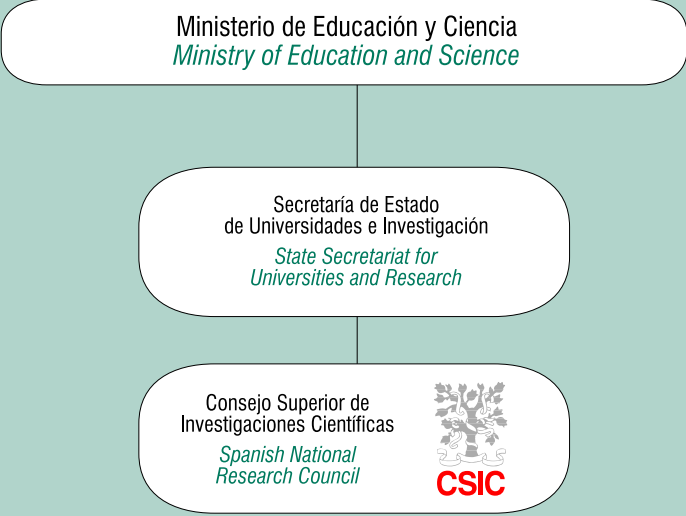 Ministerio de Educación y Ciencia
Ministry of Education and Science
Secretaría de Estado
de Universidades e Investigación
State Secretariat for
Universities and Research
Consejo Superior de
Investigaciones Científicas
Spanish National
Research Council
CSIC